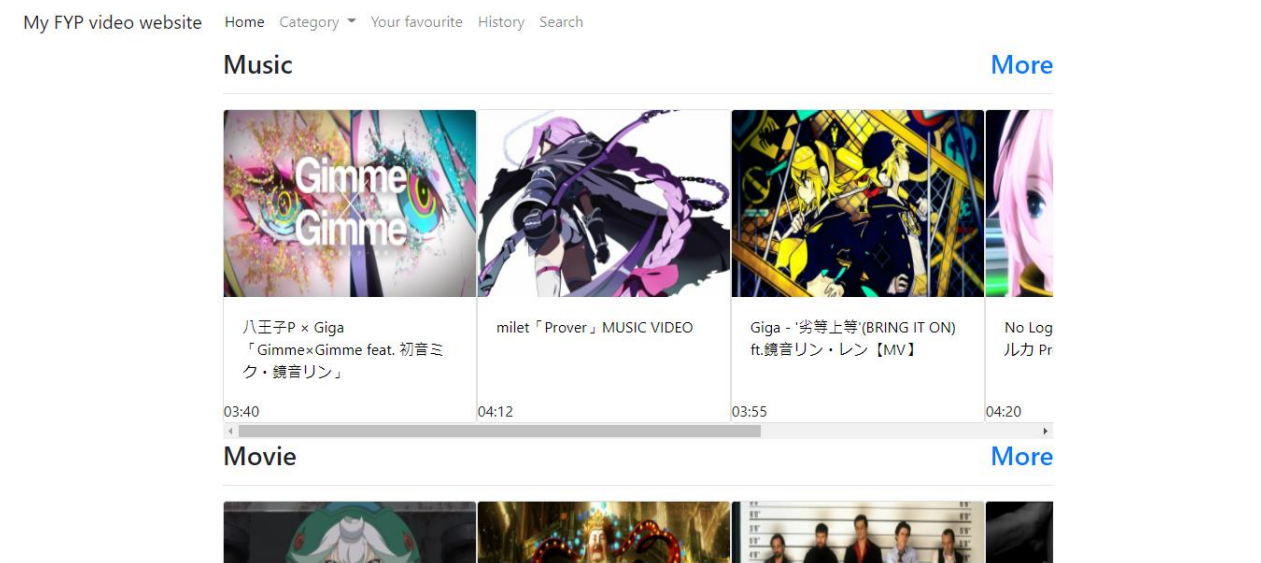 My FYP video website
Home
Category
Your favourite
History
Search
Music
More
Gimme
×
Gimme
八王子P × Giga
「Gimme×Gimme feat. 初音ミ
ク・鏡音リン」
03:40
milet「Prover」MUSIC VIDEO
04:12
Giga - '劣等上等'(BRING IT ON)
ft.鏡音リン・レン【MV】
03:55
No Log
ルカ Pr
04:20
Movie
More